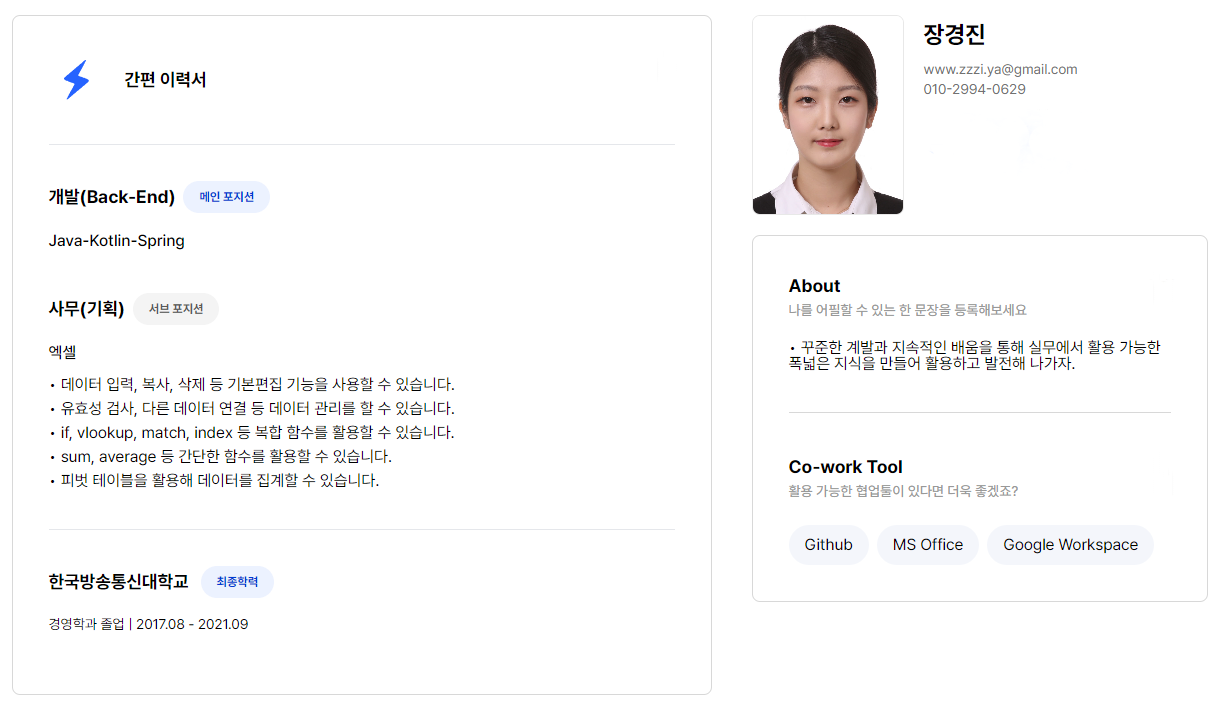 간편 이력서
개발(Back-End) 메인 포지션
Java-Kotlin-Spring
사무(기획) 서브 포지션
엑셀
• 데이터 입력, 복사, 삭제 등 기본편집 기능을 사용할 수 있습니다.
• 유효성 검사, 다른 데이터 연결 등 데이터 관리를 할 수 있습니다.
• if, vlookup, match, index 등 복합 함수를 활용할 수 있습니다.
• sum, average 등 간단한 함수를 활용할 수 있습니다.
• 피벗 테이블을 활용해 데이터를 집계할 수 있습니다.
한국방송통신대학교 최종학력
경영학과 졸업 | 2017.08 - 2021.09
장경진
www.zzzi.ya@gmail.com
010-2994-0629
About
나를 어필할 수 있는 한 문장을 등록해보세요
• 꾸준한 계발과 지속적인 배움을 통해 실무에서 활용 가능한
폭넓은 지식을 만들어 활용하고 발전해 나가자.
Co-work Tool
활용 가능한 협업툴이 있다면 더욱 좋겠죠?
Github MS Office Google Workspace